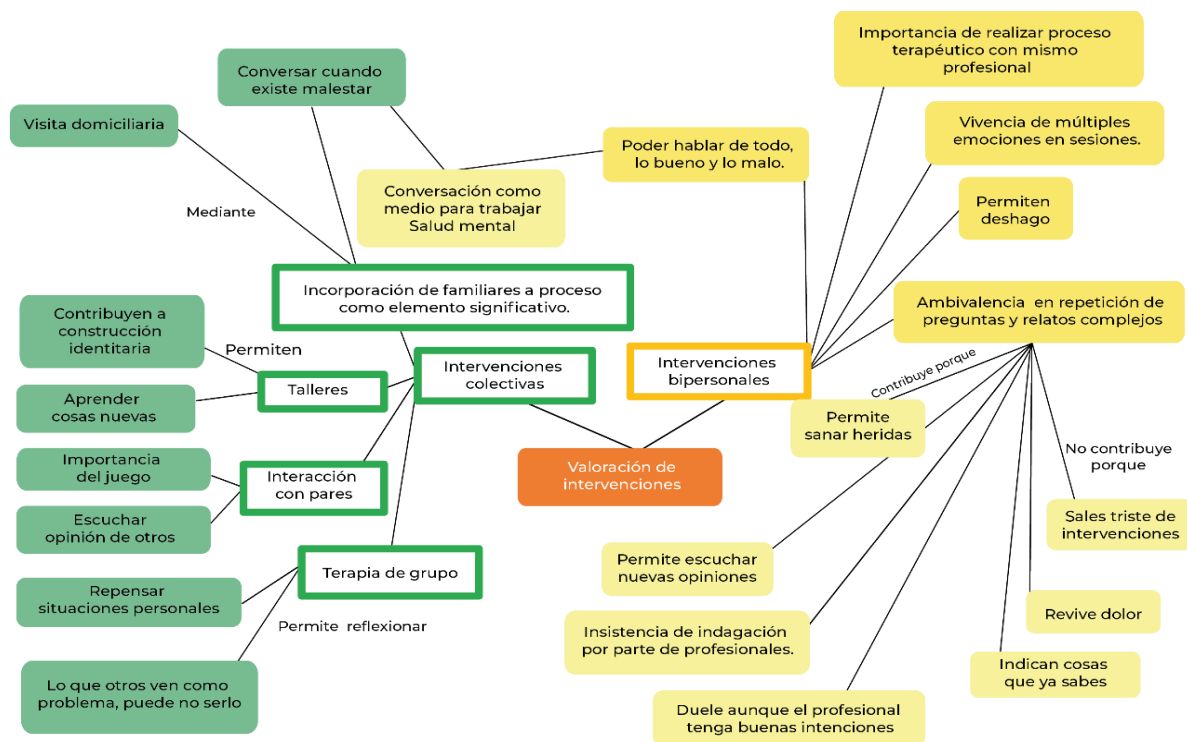 Importancia de realizar proceso
terapéutico con mismo
profesional
Conversar cuando
existe malestar
Visita domiciliaria
Vivencia de múltiples
emociones en sesiones.
Poder hablar de todo,
lo bueno y lo malo.
Conversación como
medio para trabajar
Salud mental
Mediante
Permiten
deshago
Incorporación de familiares a proceso
como elemento significativo.
Ambivalencia en repetición de
preguntas y relatos complejos
Contribuyen a
construcción
identitaria
Permiten
Talleres
Intervenciones
colectivas
Intervenciones
bipersonales
Contribuye porque
Aprender
cosas nuevas
Permite
sanar heridas
No contribuye
porque
Importancia
del juego
Interacción
con pares
Valoración de
intervenciones
Escuchar
opinión de otros
Sales triste de
intervenciones
Permite escuchar
nuevas opiniones
Terapia de grupo
Repensar
situaciones personales
Permite reflexionar
Insistencia de indagación
por parte de profesionales.
Revive dolor
Indican cosas
que ya sabes
Lo que otros ven como
problema, puede no serlo
Duele aunque el profesional
tenga buenas intenciones